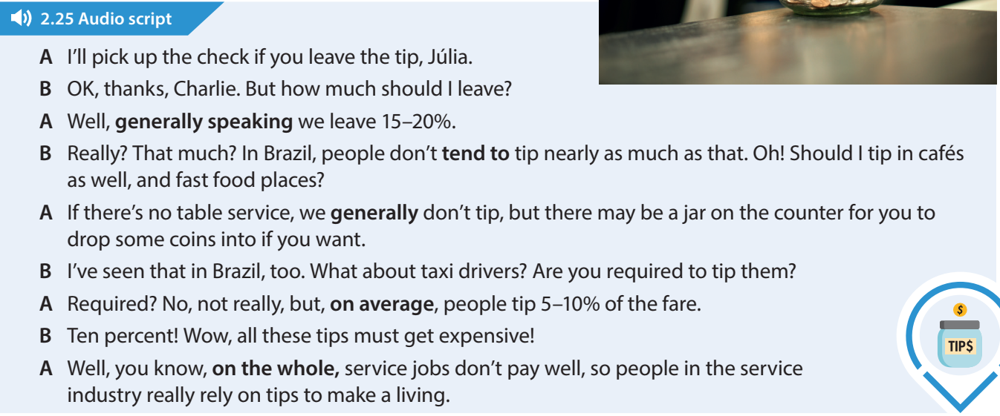 2.25 Audio script
A I'll pick up the check if you leave the tip, Júlia.
B OK, thanks, Charlie. But how much should I leave?
A Well, generally speaking we leave 15–20%.
B Really? That much? In Brazil, people don't tend to tip nearly as much as that. Oh! Should I tip in cafés
as well, and fast food places?
A If there's no table service, we generally don't tip, but there may be a jar on the counter for you to
drop some coins into if you want.
B I've seen that in Brazil, too. What about taxi drivers? Are you required to tip them?
A Required? No, not really, but, on average, people tip 5–10% of the fare.
B Ten percent! Wow, all these tips must get expensive!
A Well, you know, on the whole, service jobs don't pay well, so people in the service
industry really rely on tips to make a living.
$
TIP$